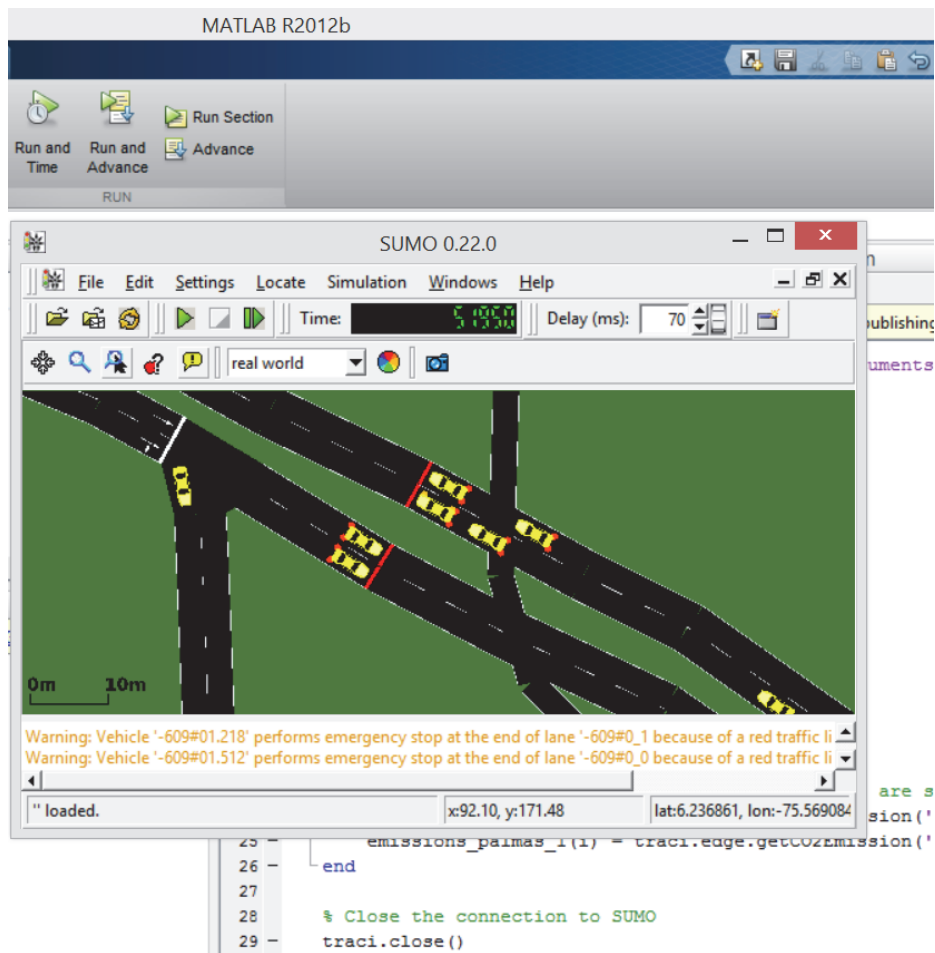 MATLAB R2012b
Run and Time
Run and Advance
Run Section
Advance
RUN
SUMO 0.22.0
File Edit Settings Locate Simulation Windows Help
Time: 51950 Delay (ms): 70
real world
0m 10m
Warning: Vehicle '-609#01.218' performs emergency stop at the end of lane '-609#0_1 because of a red traffic li
Warning: Vehicle '-609#01.512' performs emergency stop at the end of lane '-609#0_0 because of a red traffic li
'' loaded. x:92.10, y:171.48 lat:6.236861, lon:-75.569084
n
publishing
uments
are s
sion('
25 - emissions_palmas_1(i) = traci.edge.getCO2Emission('
26 - end
27
28 % Close the connection to SUMO
29 - traci.close()